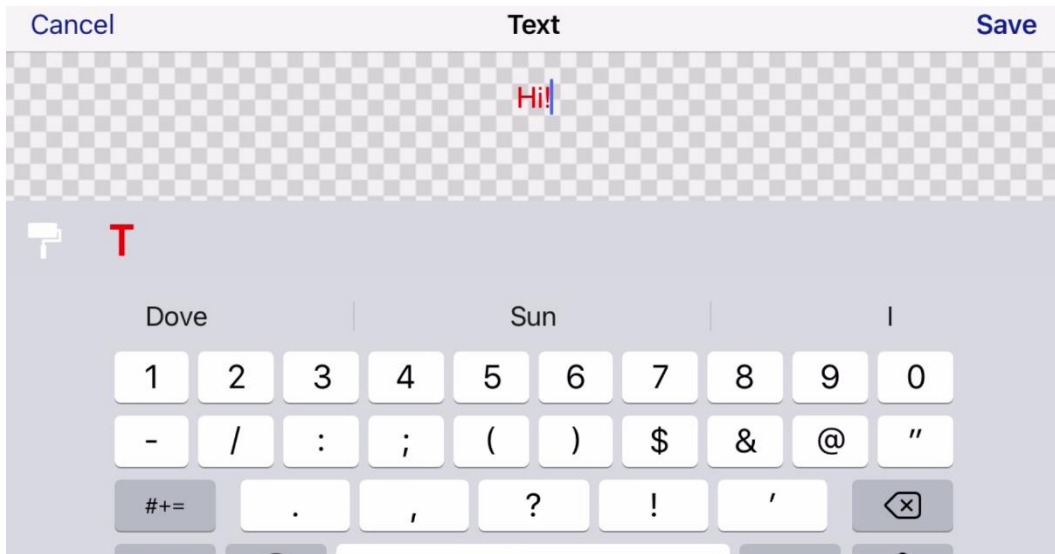 Cancel Text Save
Hi!
T
Dove Sun I
1 2 3 4 5 6 7 8 9 0
- / : ; ( ) $ & @ "
#+= . , ? ! '